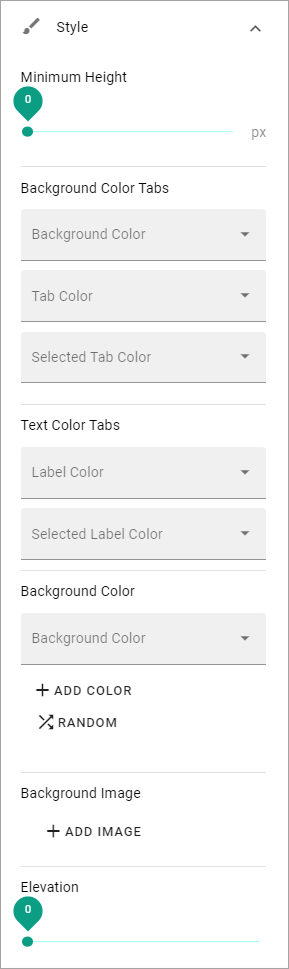 Style
Minimum Height
0
px
Background Color Tabs
Background Color
Tab Color
Selected Tab Color
Text Color Tabs
Label Color
Selected Label Color
Background Color
Background Color
ADD COLOR
RANDOM
Background Image
ADD IMAGE
Elevation
0